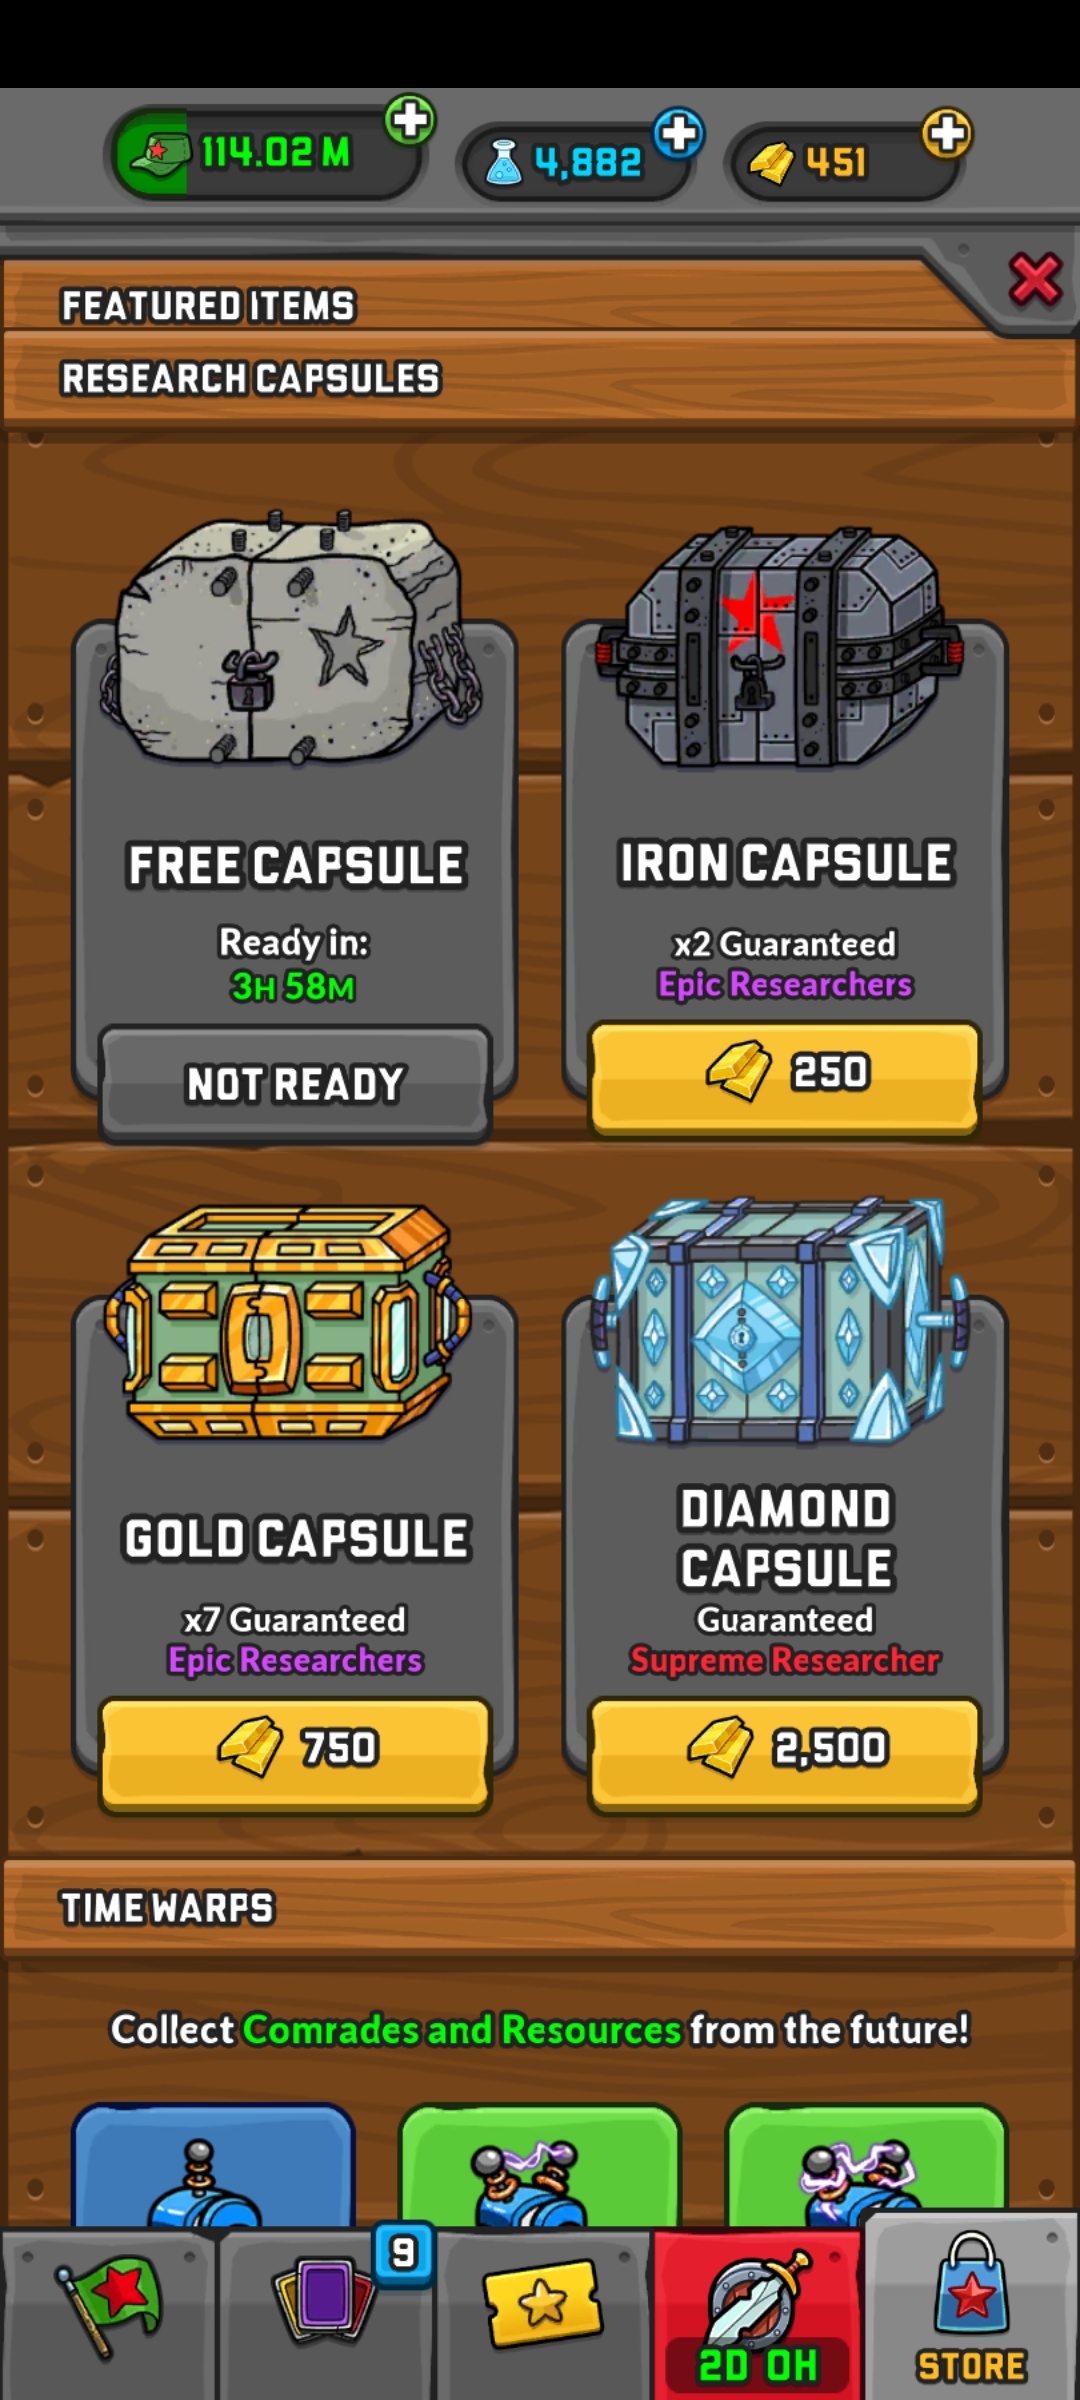 114.02 M
4,882
451
FEATURED ITEMS
RESEARCH CAPSULES
FREE CAPSULE
Ready in:
3H 58M
NOT READY
IRON CAPSULE
x2 Guaranteed
Epic Researchers
250
GOLD CAPSULE
x7 Guaranteed
Epic Researchers
750
DIAMOND
CAPSULE
Guaranteed
Supreme Researcher
2,500
TIME WARPS
Collect Comrades and Resources from the future!
9
2D 0H
STORE